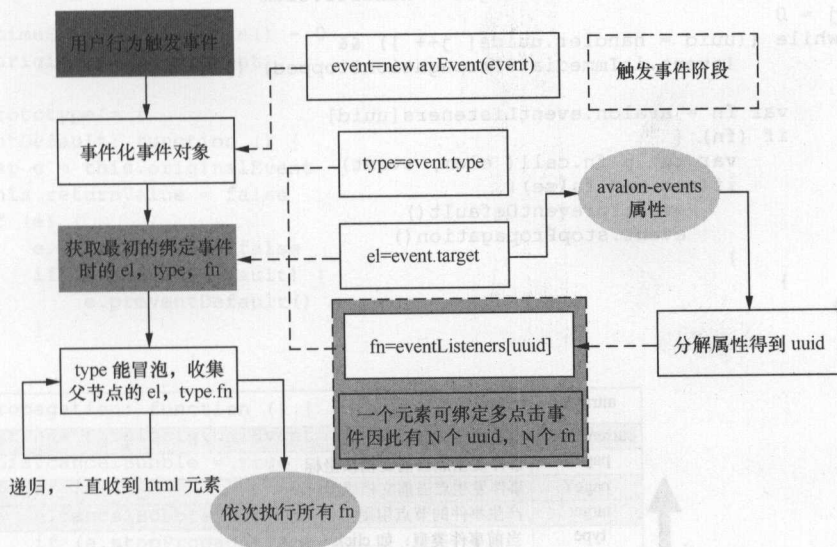 用户行为触发事件
event=new avEvent(event)
触发事件阶段
事件化事件对象
type=event.type
avalon-events
属性
获取最初的绑定事件
时的 el，type，fn
el=event.target
fn=eventListeners[uuid]
分解属性得到 uuid
type 能冒泡，收集
父节点的 el，type.fn
一个元素可绑定多点击事
件因此有 N个 uuid，N个 fn
递归，一直收到 html 元素
依次执行所有 fn